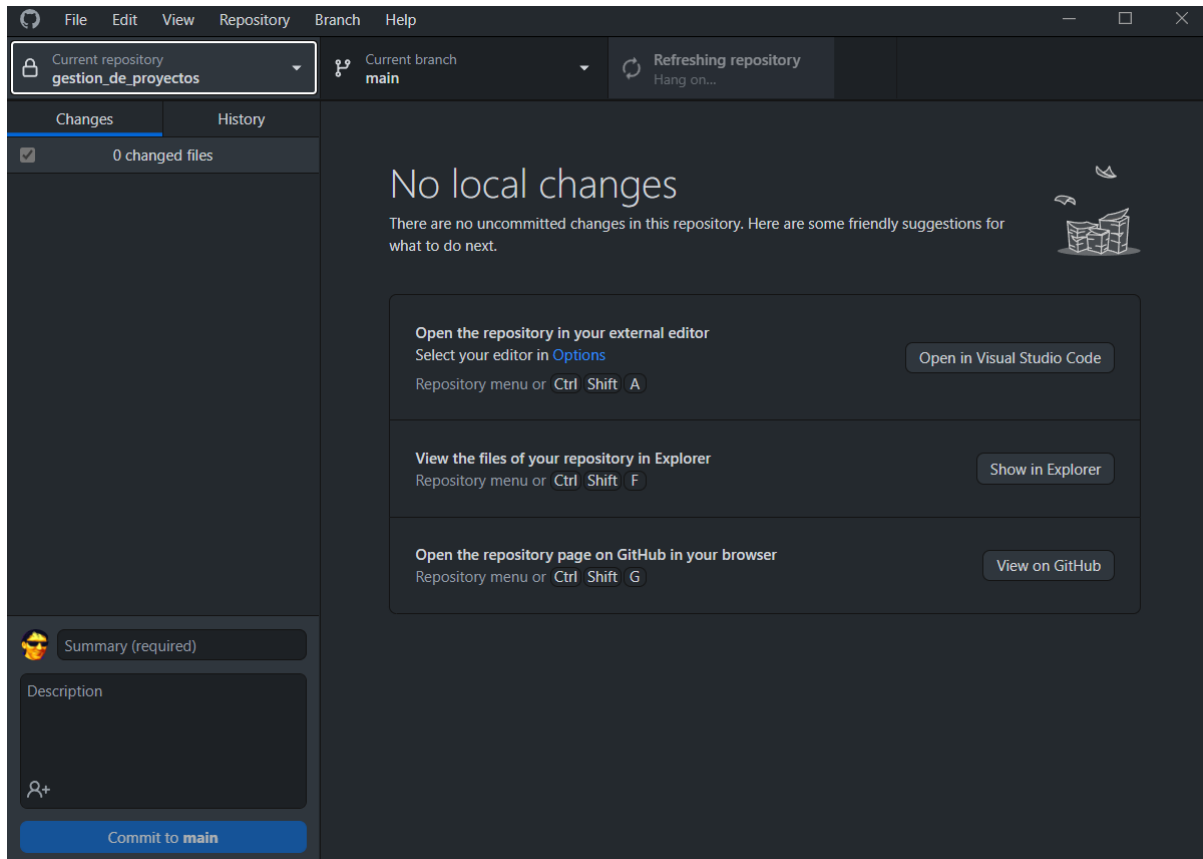 File Edit View Repository Branch Help
Current repository
gestion_de_proyectos
Current branch
main
Refreshing repository
Hang on...
Changes History
0 changed files
No local changes
There are no uncommitted changes in this repository. Here are some friendly suggestions for
what to do next.
Open the repository in your external editor
Select your editor in Options
Repository menu or Ctrl Shift A
Open in Visual Studio Code
View the files of your repository in Explorer
Repository menu or Ctrl Shift F
Show in Explorer
Open the repository page on GitHub in your browser
Repository menu or Ctrl Shift G
View on GitHub
Summary (required)
Description
Commit to main